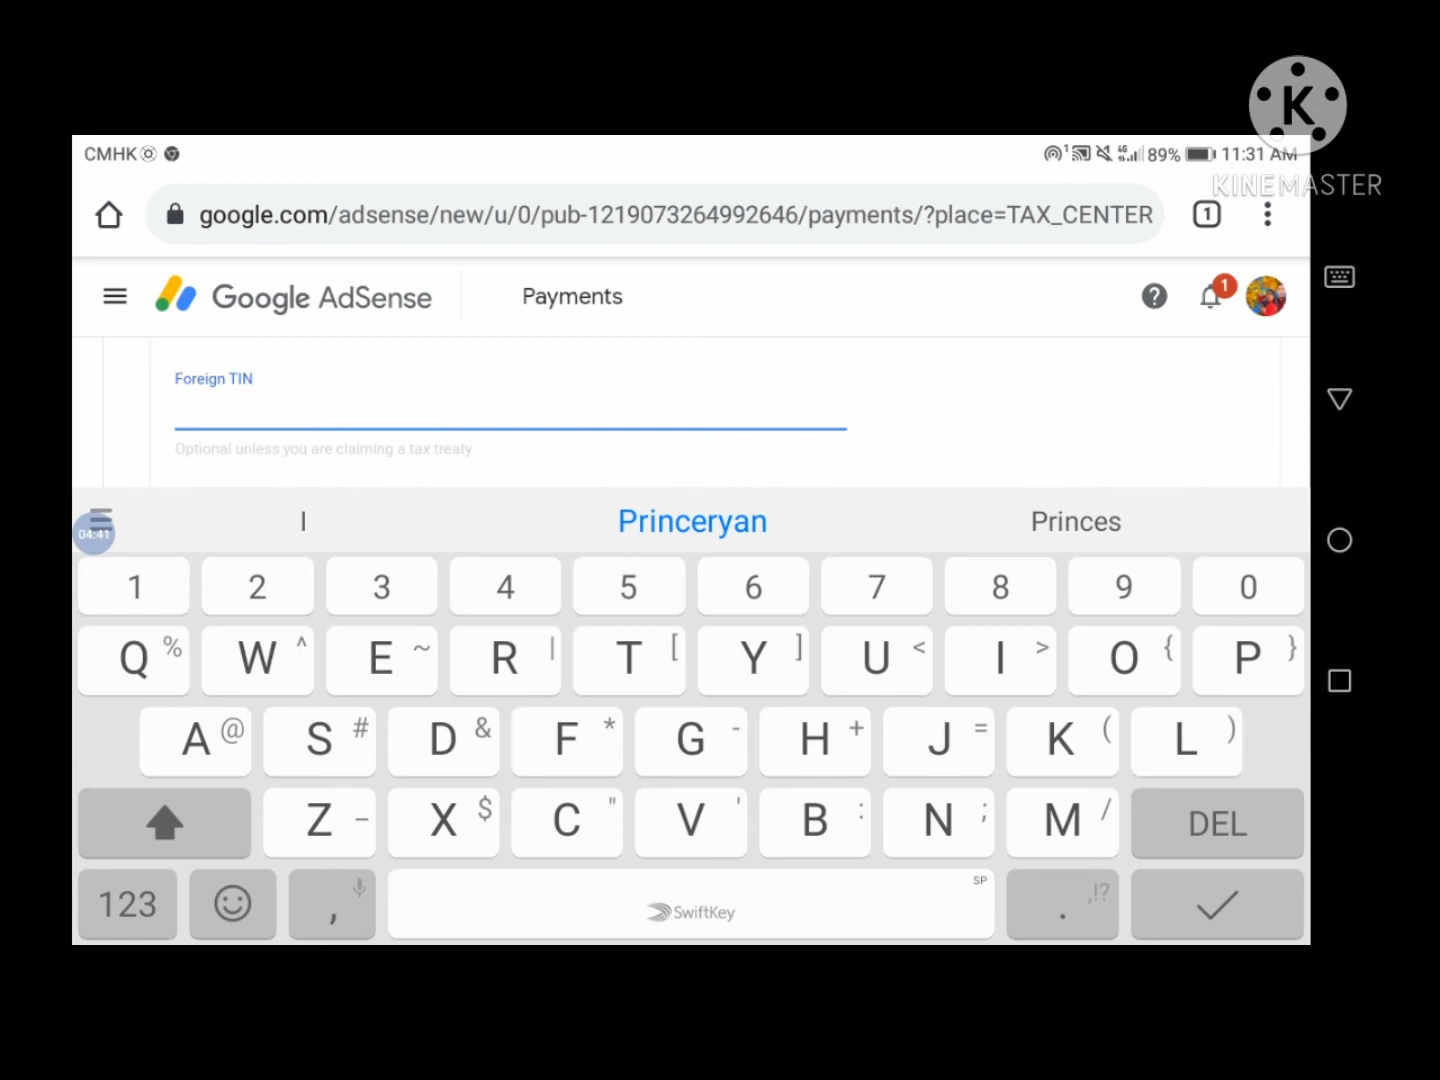 K
KINEMASTER
CMHK 1 4G 89% 11:31 AM
google.com/adsense/new/u/0/pub-1219073264992646/payments/?place=TAX_CENTER 1
Google AdSense Payments ? 1
Foreign TIN
Optional unless you are claiming a tax treaty
04:41
I Princeryan Princes
1 2 3 4 5 6 7 8 9 0
Q % W ^ E ~ R | T [ Y ] U < I > O { P }
A @ S # D & F * G - H + J = K ( L )
Z – X $ C " V ' B : N ; M / DEL
123 , SwiftKey SP . ,!?